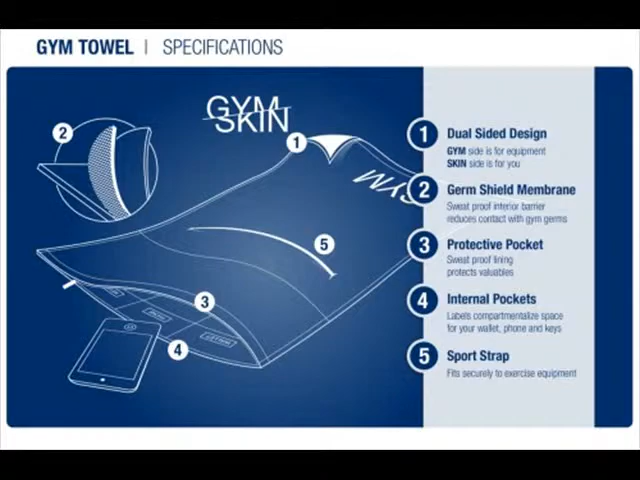 GYM TOWEL | SPECIFICATIONS
GYM
SKIN
2
1
GYM
5
3
4
1 Dual Sided Design
GYM side is for equipment
SKIN side is for you
2 Germ Shield Membrane
Sweat proof interior barrier
reduces contact with gym germs
3 Protective Pocket
Sweat proof lining
protects valuables
4 Internal Pockets
Labels compartmentalize space
for your wallet, phone and keys
5 Sport Strap
Fits securely to exercise equipment